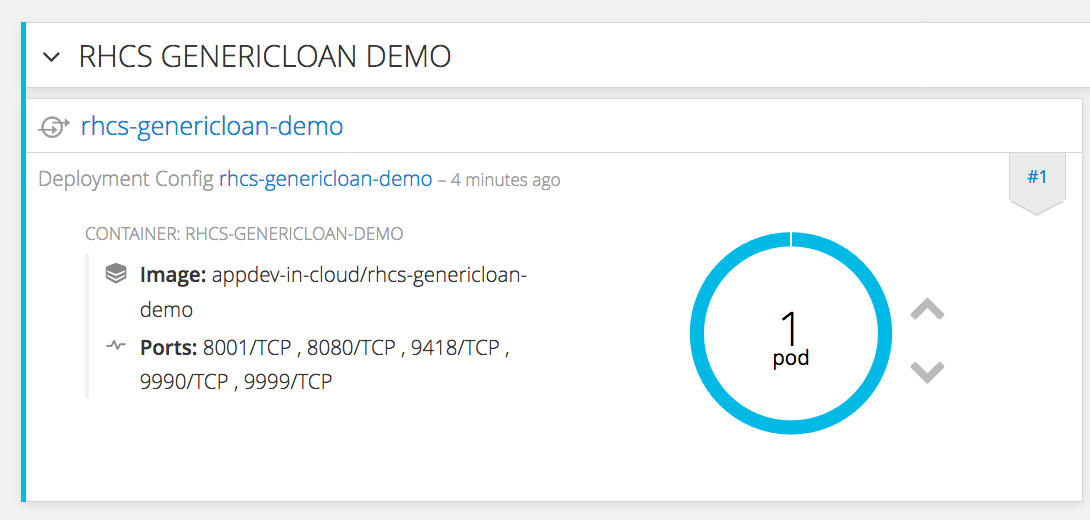 RHCS GENERICLOAN DEMO
rhcs-genericloan-demo
Deployment Config rhcs-genericloan-demo – 4 minutes ago
#1
CONTAINER: RHCS-GENERICLOAN-DEMO
Image: appdev-in-cloud/rhcs-genericloan-
demo
Ports: 8001/TCP , 8080/TCP , 9418/TCP ,
9990/TCP , 9999/TCP
1
pod